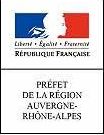 Liberté • Égalité • Fraternité
RÉPUBLIQUE FRANÇAISE
PRÉFET
DE LA RÉGION
AUVERGNE-
RHÔNE-ALPES